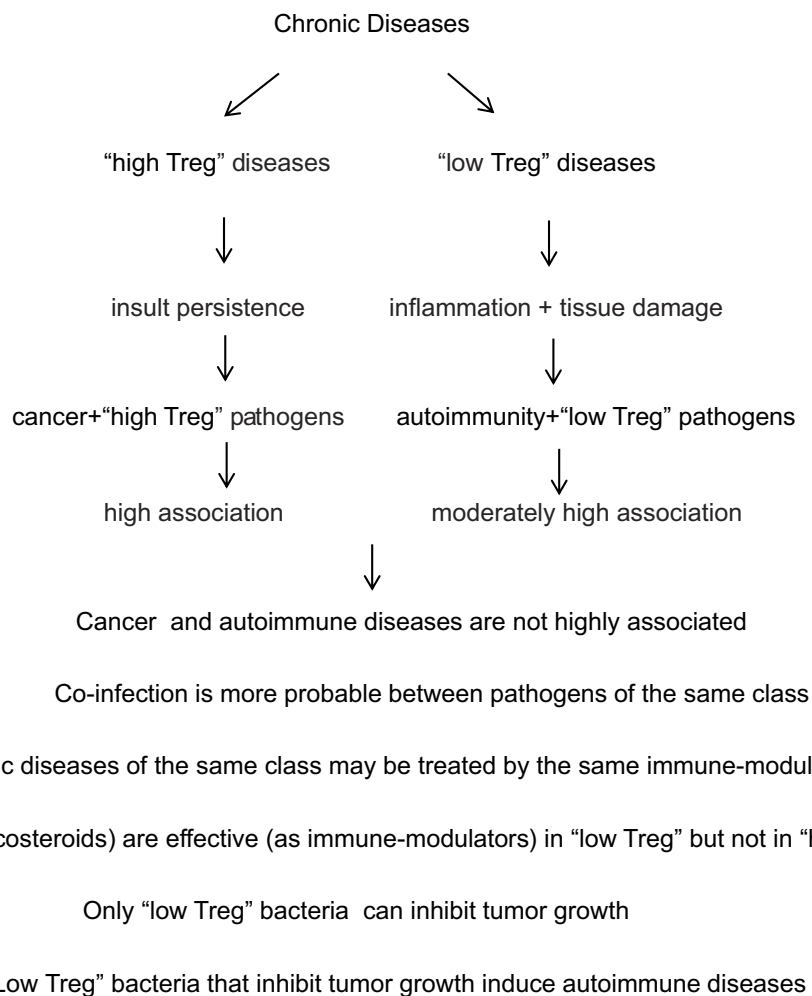 Chronic Diseases
“high Treg” diseases “low Treg” diseases
insult persistence inflammation + tissue damage
cancer+“high Treg” pathogens autoimmunity+“low Treg” pathogens
high association moderately high association
Cancer and autoimmune diseases are not highly associated
Co-infection is more probable between pathogens of the same class
diseases of the same class may be treated by the same
are effective (as immune-modulators) in “low Treg” but not in
Only “low Treg” bacteria can inhibit tumor growth
Low Treg” bacteria that inhibit tumor growth induce autoimmune diseases